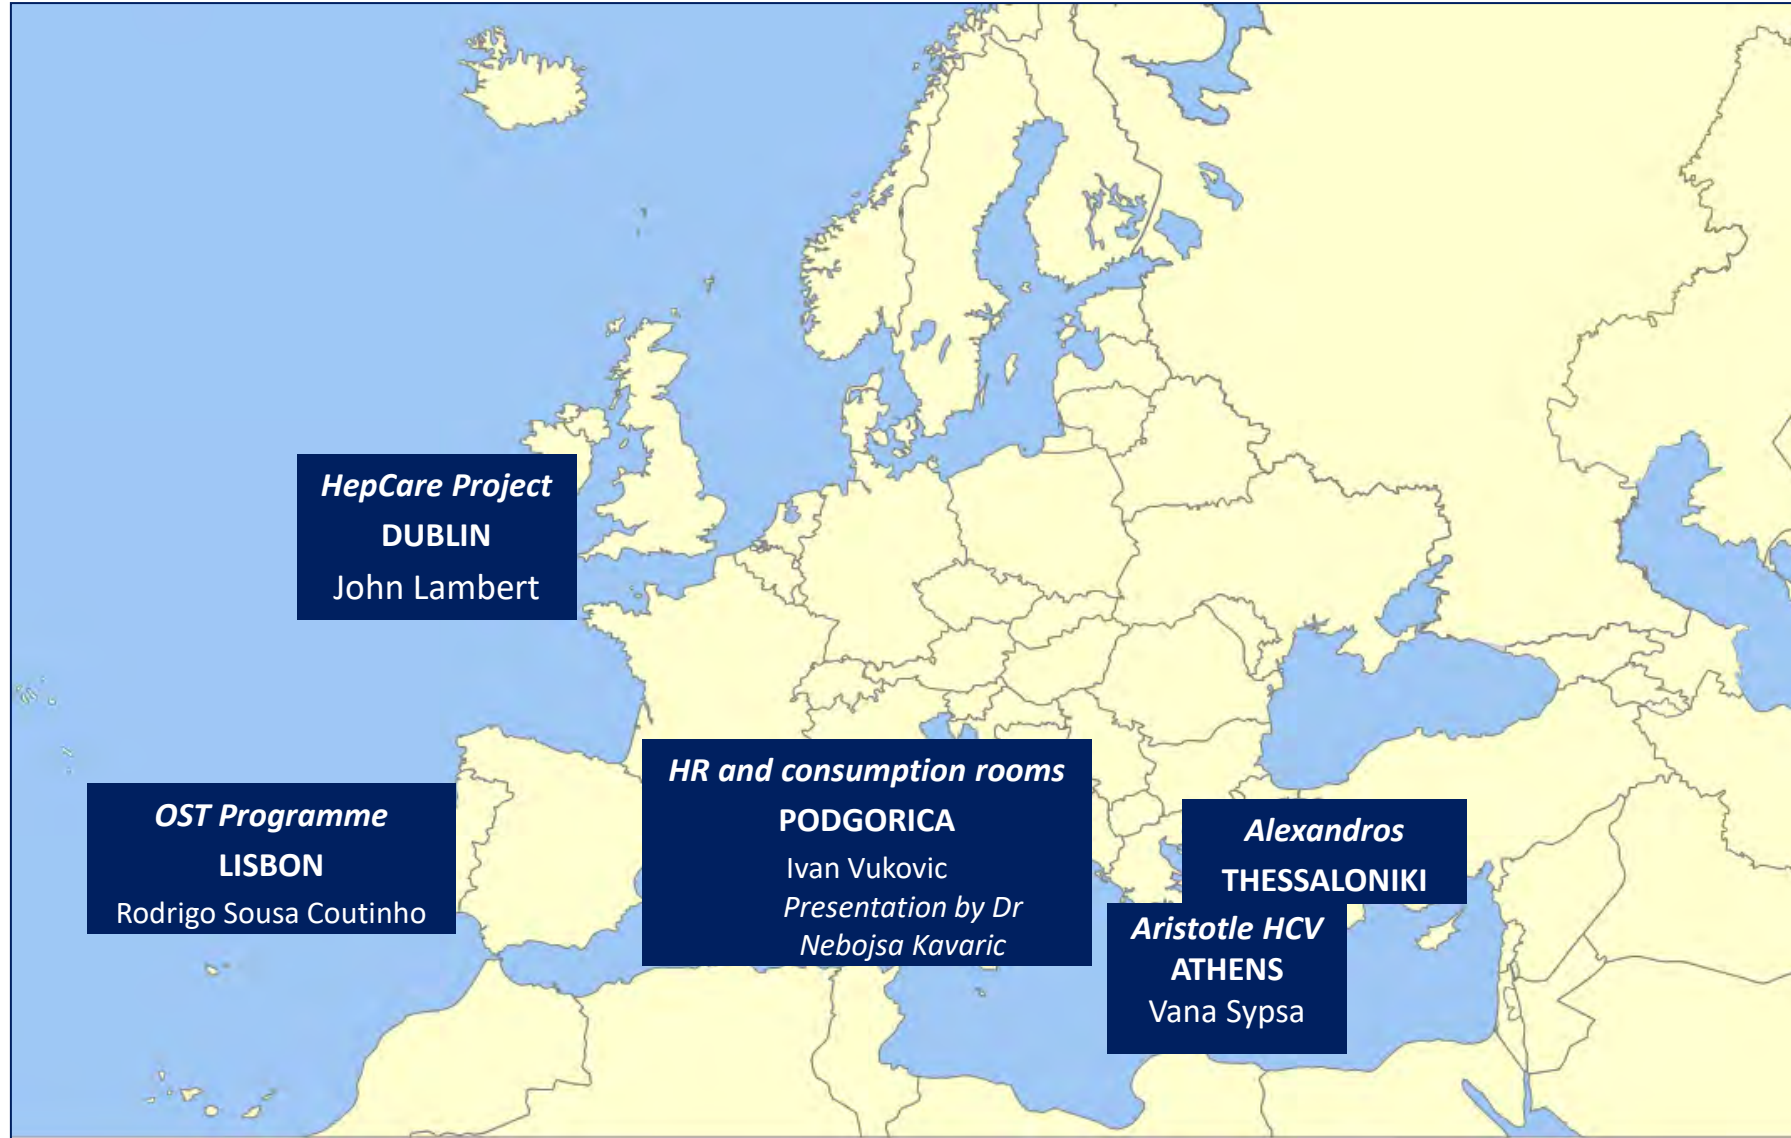 HepCare Project
DUBLIN
John Lambert
OST Programme
LISBON
Rodrigo Sousa Coutinho
HR and consumption rooms
PODGORICA
Ivan Vukovic
Presentation by Dr
Nebojsa Kavaric
Alexandros
THESSALONIKI
Aristotle HCV
ATHENS
Vana Sypsa